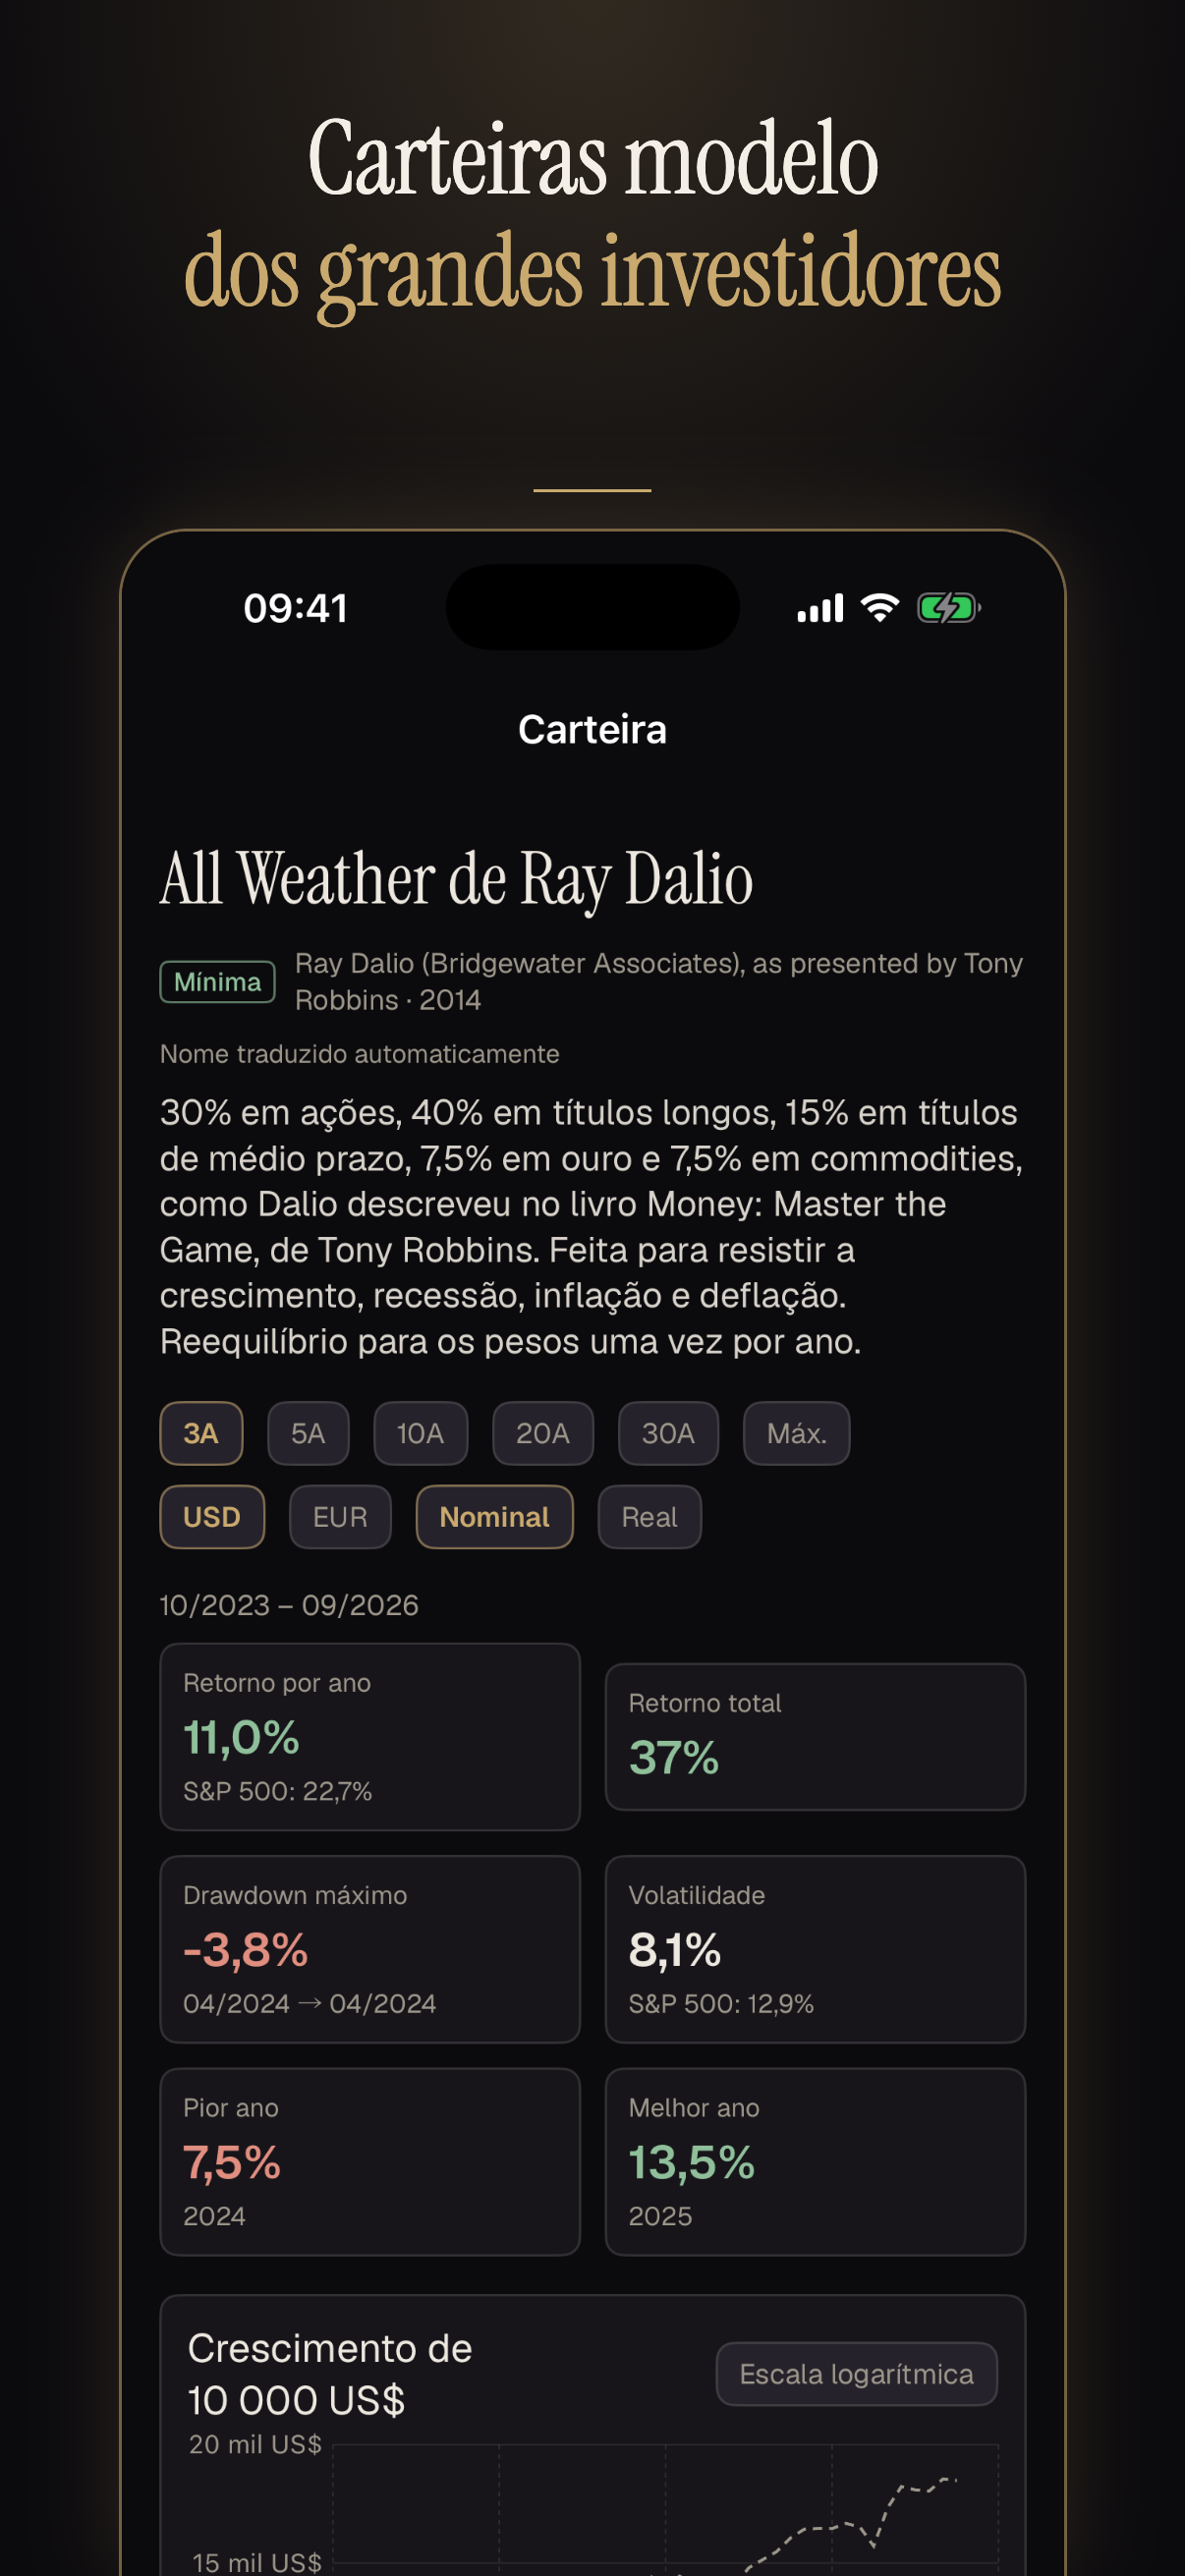 Carteiras modelo
dos grandes investidores
09:41
Carteira
All Weather de Ray Dalio
Mínima
Ray Dalio (Bridgewater Associates), as presented by Tony
Robbins · 2014
Nome traduzido automaticamente
30% em ações, 40% em títulos longos, 15% em títulos
de médio prazo, 7,5% em ouro e 7,5% em commodities,
como Dalio descreveu no livro Money: Master the
Game, de Tony Robbins. Feita para resistir a
crescimento, recessão, inflação e deflação.
Reequilíbrio para os pesos uma vez por ano.
3A 5A 10A 20A 30A Máx.
USD EUR Nominal Real
10/2023 – 09/2026
Retorno por ano
11,0%
S&P 500: 22,7%
Retorno total
37%
Drawdown máximo
-3,8%
04/2024 → 04/2024
Volatilidade
8,1%
S&P 500: 12,9%
Pior ano
7,5%
2024
Melhor ano
13,5%
2025
Crescimento de
10 000 US$
Escala logarítmica
20 mil US$
15 mil US$